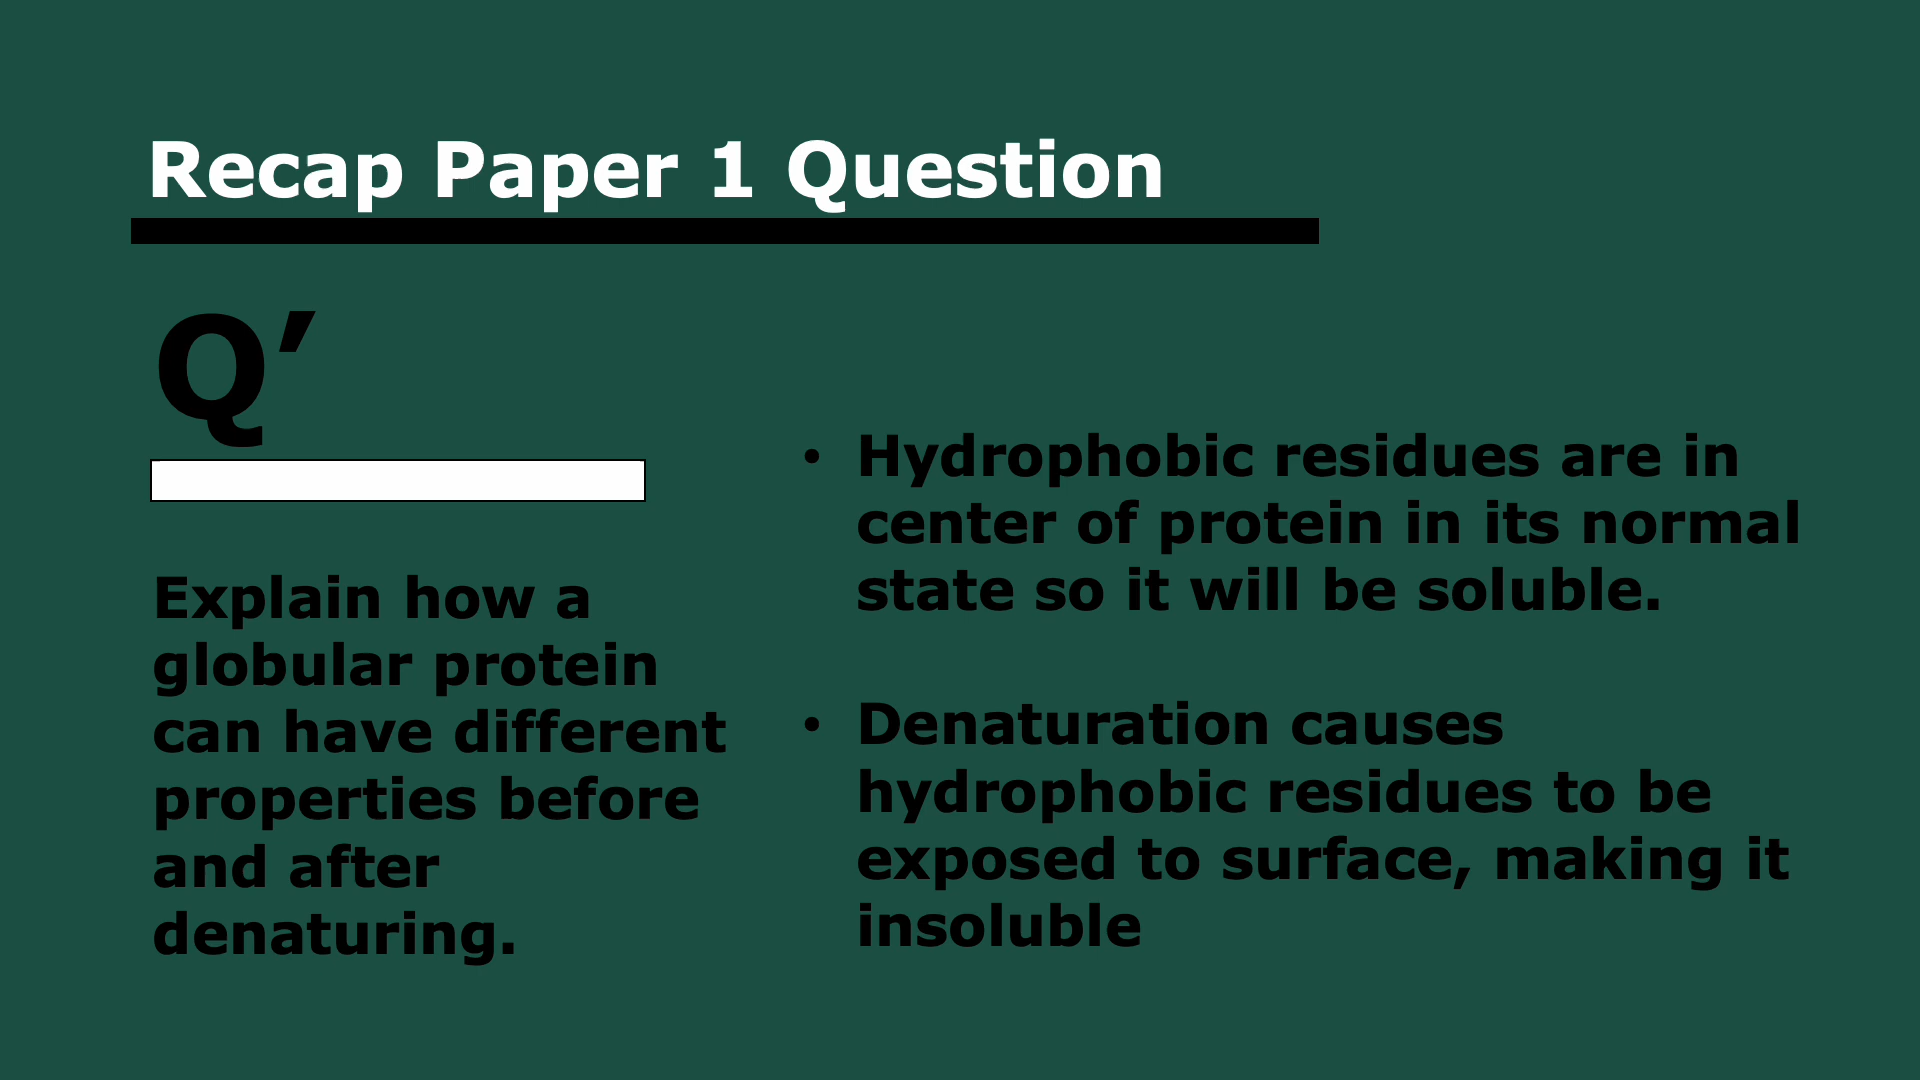 Recap Paper 1 Question
Q’
Explain how a
globular protein
can have different
properties before
and after
denaturing.
• Hydrophobic residues are in
center of protein in its normal
state so it will be soluble.
• Denaturation causes
hydrophobic residues to be
exposed to surface, making it
insoluble